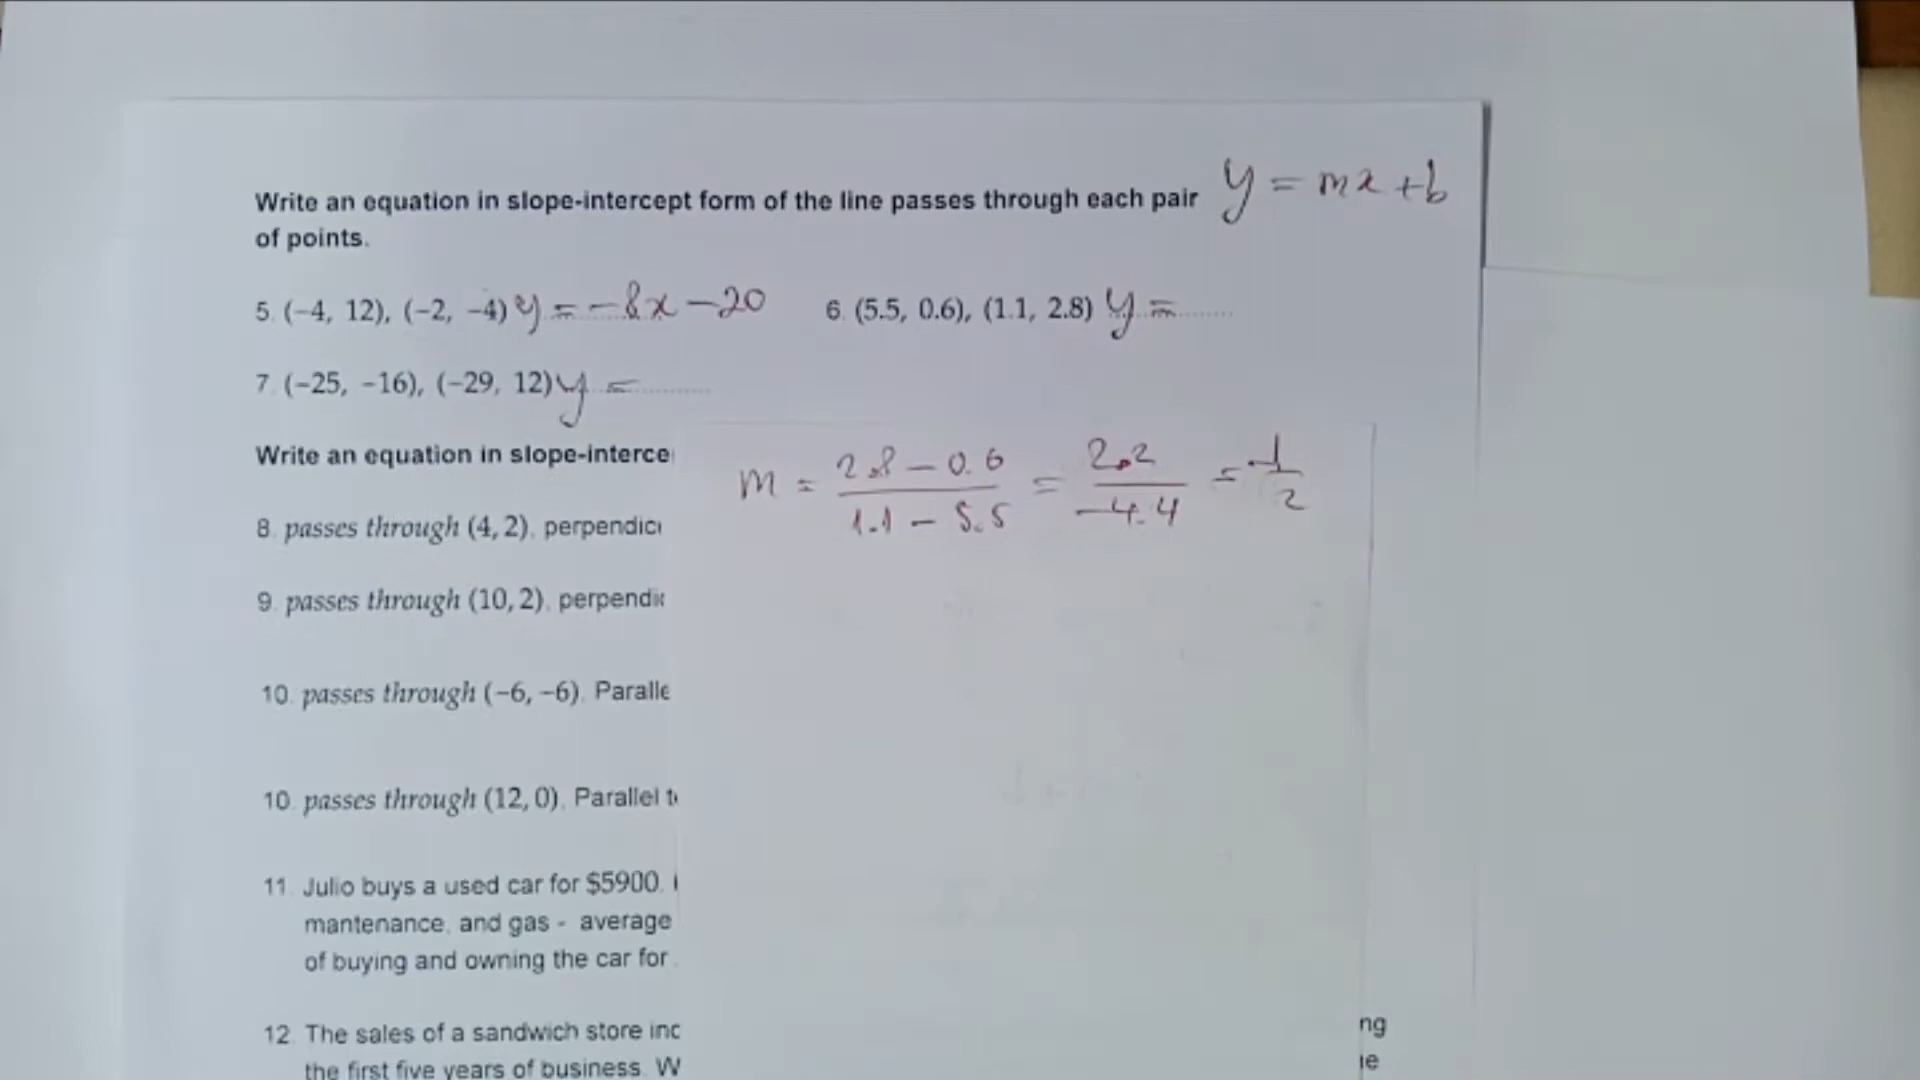 Write an equation in slope-intercept form of the line passes through each pair y = mx + b
of points.
5. (−4, 12), (−2, −4) y = −8x − 20 6. (5.5, 0.6), (1.1, 2.8) y = ........
7. (−25, −16), (−29, 12) y = ..........
Write an equation in slope-interce
m = 2.8 − 0.6 / 1.1 − 5.5 = 2.2 / −4.4 = −1/2
8. passes through (4, 2), perpendic
9. passes through (10, 2), perpendi
10. passes through (−6, −6). Paralle
10. passes through (12, 0). Parallel t
11. Julio buys a used car for $5900.
mantenance, and gas - average
of buying and owning the car for
12. The sales of a sandwich store inc ng
the first five years of business. W